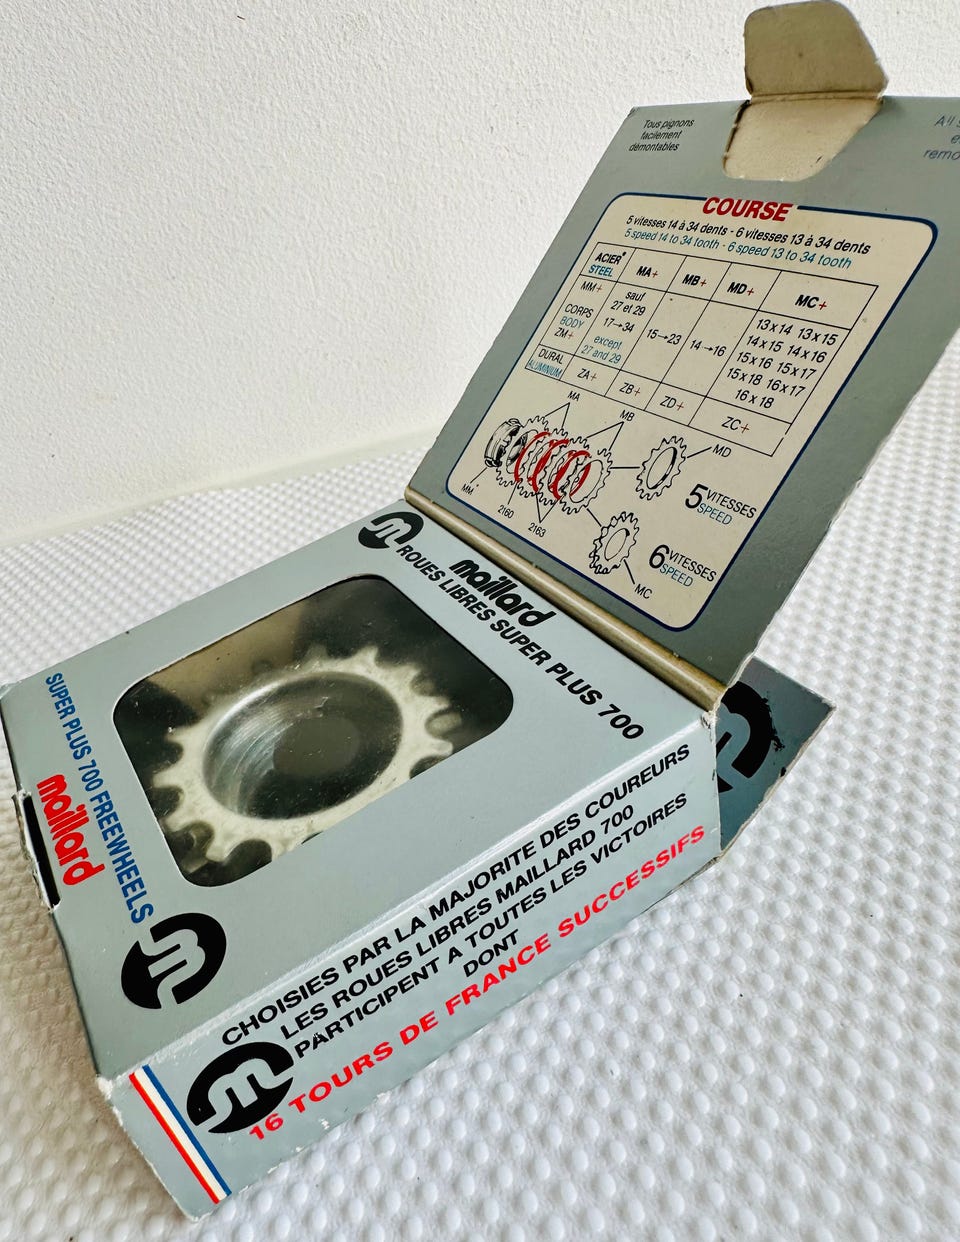 Tous pignons
facilement
démontables
COURSE
5 vitesses 14 à 34 dents - 6 vitesses 13 à 34 dents
5 speed 14 to 34 tooth - 6 speed 13 to 34 tooth
ACIER*
STEEL
MA+
MB+
MD+
MC+
MM+
CORPS
BODY
ZM+
sauf
27 et 29
17→34
except
27 and 29
15→23
14→16
13x14 13x15
14x15 14x16
15x16 15x17
15x18 16x17
16x18
DURAL
ALUMINIUM
ZA+
ZB+
ZD+
ZC+
MA
MB
MD
MM*
2160
2163
5 VITESSES
SPEED
6 VITESSES
SPEED
MC
m
maillard
ROUES LIBRES SUPER PLUS 700
SUPER PLUS 700 FREEWHEELS
maillard
m
CHOISIES PAR LA MAJORITE DES COUREURS
LES ROUES LIBRES MAILLARD 700
PARTICIPENT A TOUTES LES VICTOIRES
DONT
16 TOURS DE FRANCE SUCCESSIFS
m